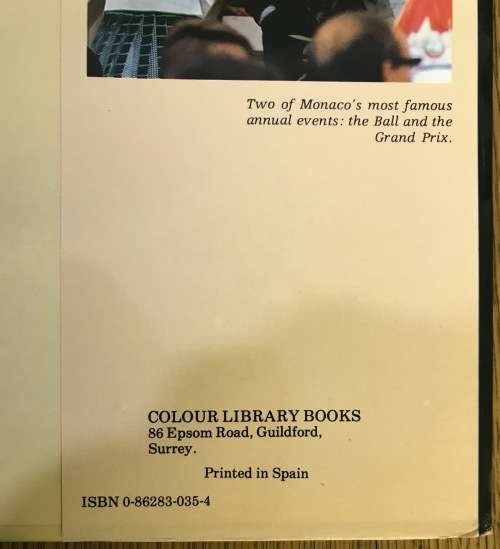 Two of Monaco's most famous
annual events: the Ball and the
Grand Prix.
COLOUR LIBRARY BOOKS
86 Epsom Road, Guildford,
Surrey.
Printed in Spain
ISBN 0-86283-035-4